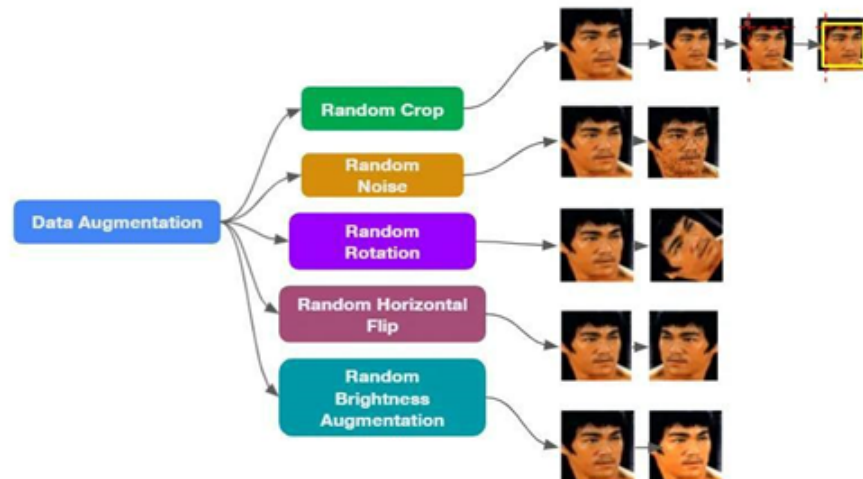 Random Crop
Random
Noise
Data Augmentation
Random
Rotation
Random Horizontal
Flip
Random
Brightness
Augmentation